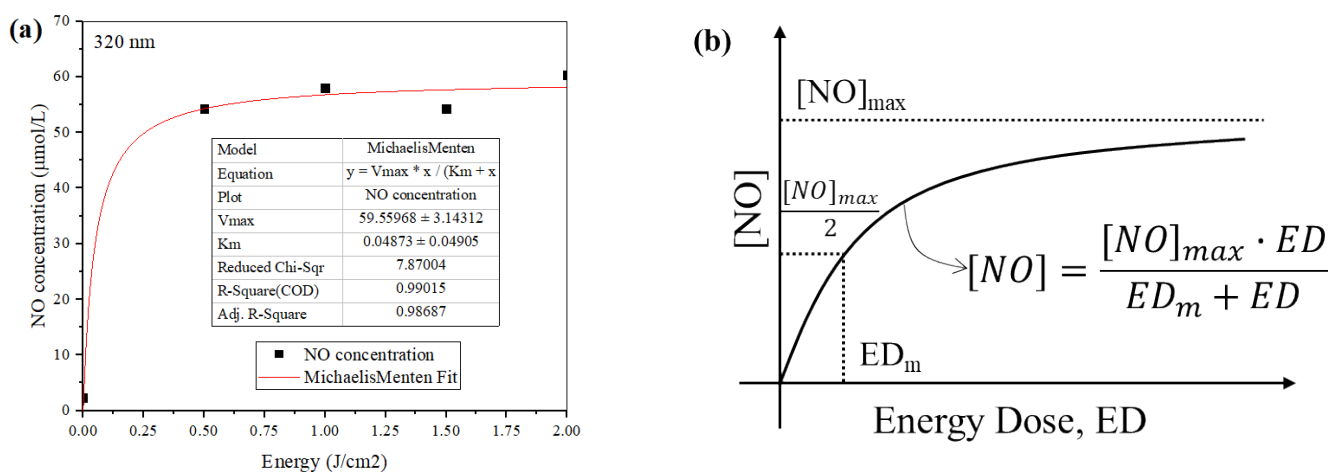 (a)
320 nm
NO concentration (μmol/L)
70
60
50
40
30
20
10
0
Model MichaelisMenten
Equation y = Vmax * x / (Km + x
Plot NO concentration
Vmax 59.55968 ± 3.14312
Km 0.04873 ± 0.04905
Reduced Chi-Sqr 7.87004
R-Square(COD) 0.99015
Adj. R-Square 0.98687
NO concentration
MichaelisMenten Fit
0.00 0.25 0.50 0.75 1.00 1.25 1.50 1.75 2.00
Energy (J/cm2)
(b)
[NO]
[NO]max
[NO]max
2
[NO] = [NO]max · ED
EDm + ED
EDm
Energy Dose, ED